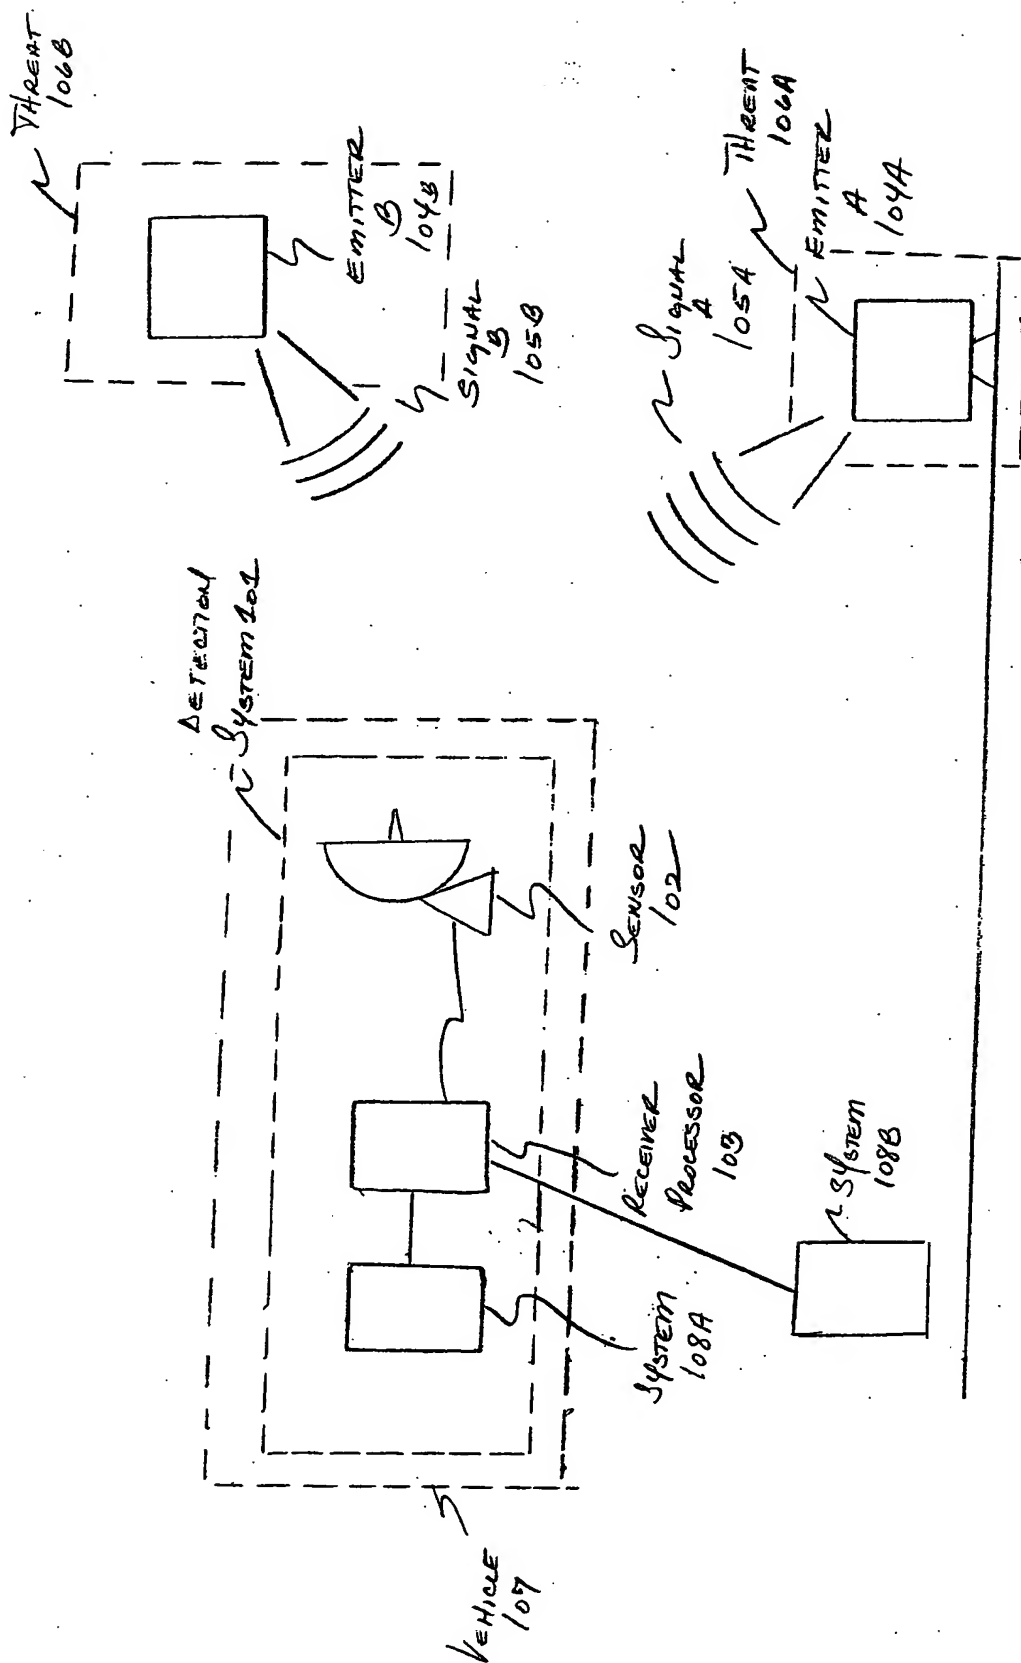 VEHICLE
107
DETECTION
SYSTEM 101
THREAT
106B
EMITTER
B
104B
SIGNAL
B
105B
SENSOR
102
RECEIVER
PROCESSOR
103
SYSTEM
108A
SYSTEM
108B
SIGNAL
A
105A
THREAT
106A
EMITTER
A
104A